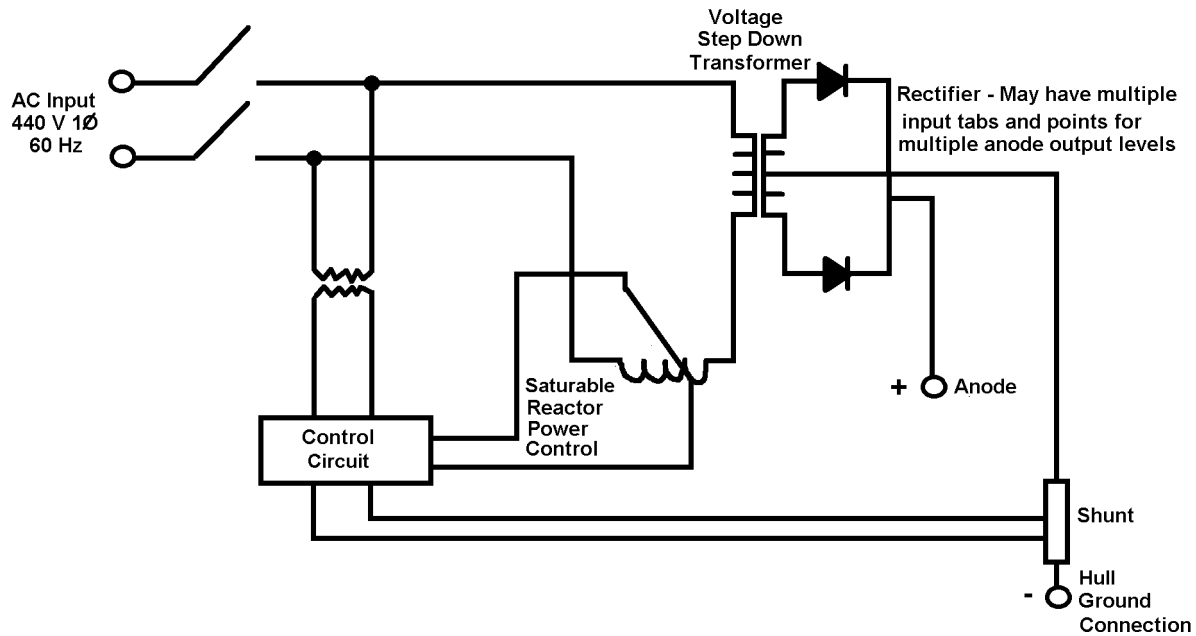 Voltage
Step Down
Transformer
AC Input
440 V 1Ø
60 Hz
Rectifier - May have multiple
input tabs and points for
multiple anode output levels
Saturable
Reactor
Power
Control
Control
Circuit
+ Anode
Shunt
- Hull
Ground
Connection